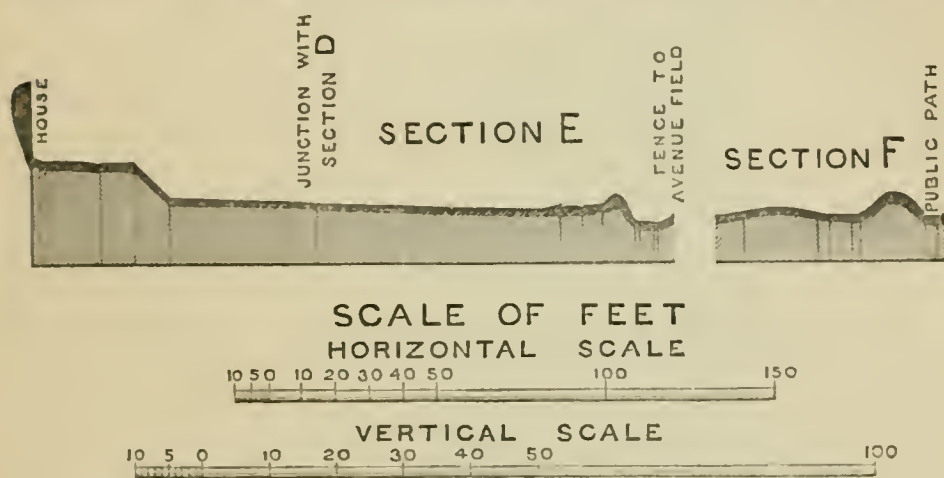 HOUSE
JUNCTION WITH
SECTION D
SECTION E
FENCE TO
AVENUE FIELD
SECTION F
PUBLIC PATH
SCALE OF FEET
HORIZONTAL SCALE
10 5 0 10 20 30 40 50 100 150
VERTICAL SCALE
10 5 0 10 20 30 40 50 100